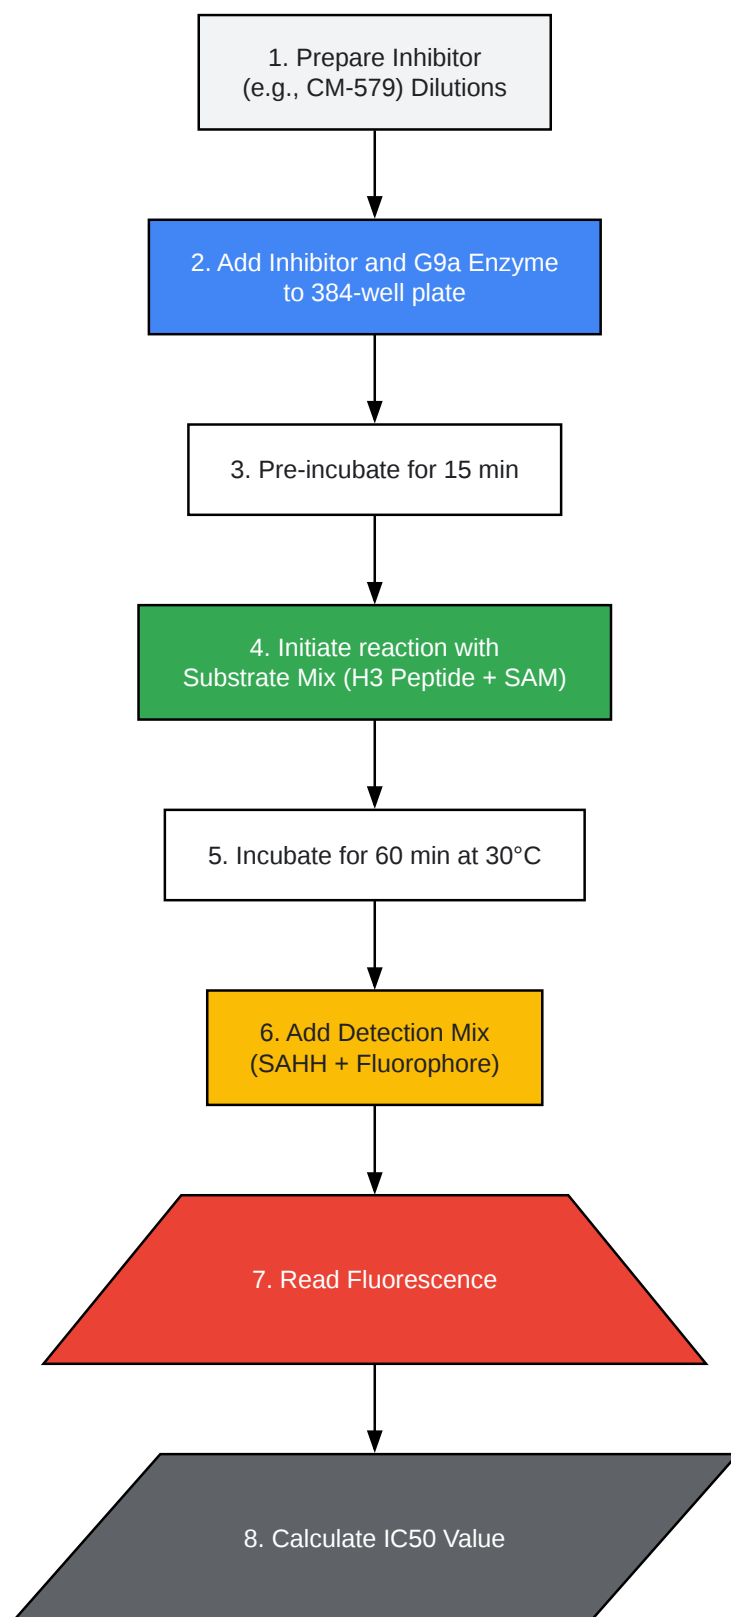 1. Prepare Inhibitor
(e.g., CM-579) Dilutions
2. Add Inhibitor and G9a Enzyme
to 384-well plate
3. Pre-incubate for 15 min
4. Initiate reaction with
Substrate Mix (H3 Peptide + SAM)
5. Incubate for 60 min at 30°C
6. Add Detection Mix
(SAHH + Fluorophore)
7. Read Fluorescence
8. Calculate IC50 Value